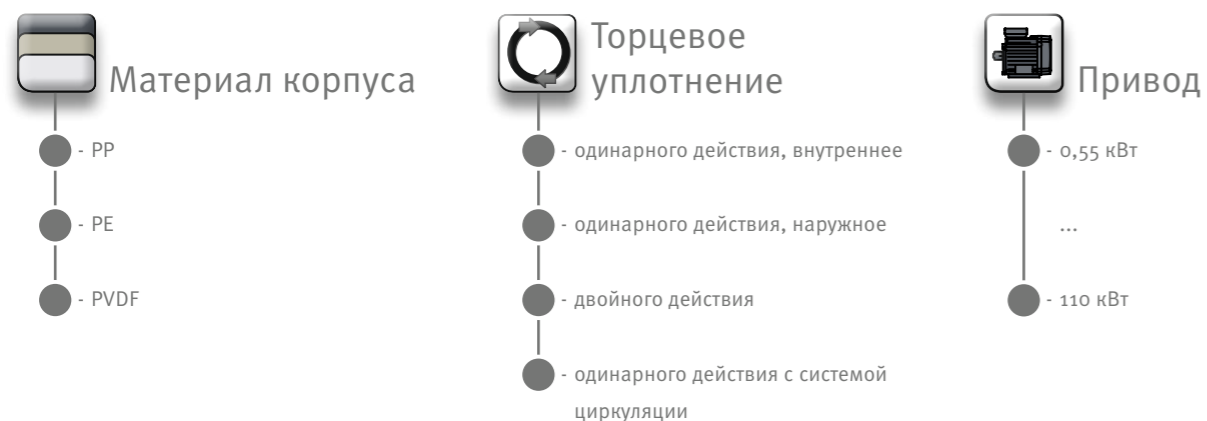 Материал корпуса
- PP
- PE
- PVDF
Торцевое
уплотнение
- одинарного действия, внутреннее
- одинарного действия, наружное
- двойного действия
- одинарного действия с системой
циркуляции
Привод
- 0,55 кВт
...
- 110 кВт